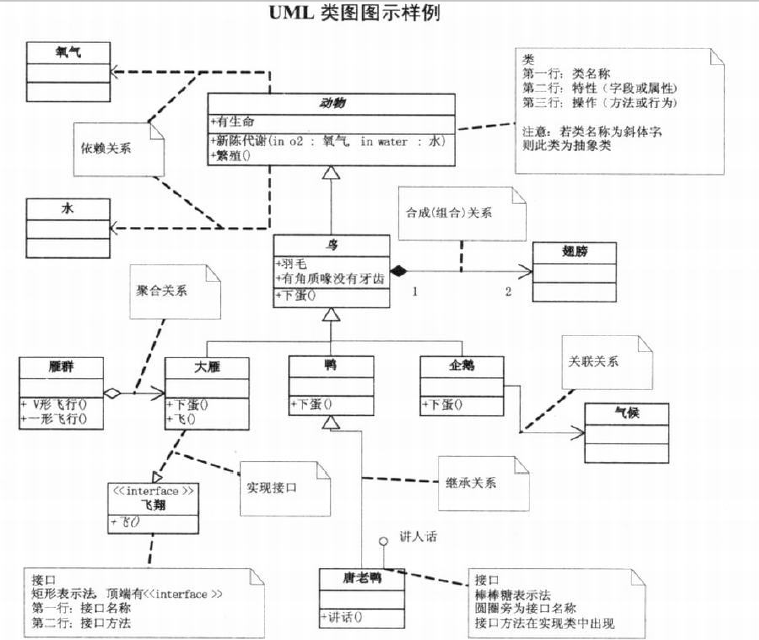 UML 类图图示样例
氧气
动物
+有生命
+新陈代谢(in o2 : 氧气, in water : 水)
+繁殖()
类
第一行：类名称
第二行：特性（字段或属性）
第三行：操作（方法或行为）
注意：若类名称为斜体字
则此类为抽象类
依赖关系
水
合成(组合)关系
鸟
+羽毛
+有角质喙没有牙齿
+下蛋()
1
2
翅膀
聚合关系
雁群
+ V形飞行()
+一形飞行()
大雁
+下蛋()
+飞()
鸭
+下蛋()
企鹅
+下蛋()
关联关系
气候
<<interface >>
飞翔
+飞()
实现接口
继承关系
讲人话
接口
矩形表示法，顶端有<<interface >>
第一行：接口名称
第二行：接口方法
唐老鸭
+讲话()
接口
棒棒糖表示法
圆圈旁为接口名称
接口方法在实现类中出现